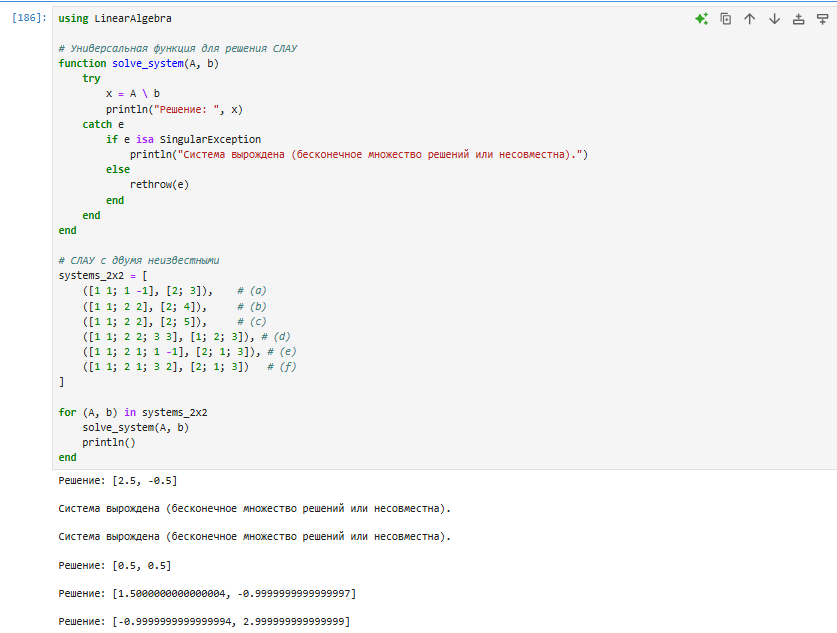 [186]: using LinearAlgebra
# Универсальная функция для решения СЛАУ
function solve_system(A, b)
    try
        x = A \ b
        println("Решение: ", x)
    catch e
        if e isa SingularException
            println("Система вырождена (бесконечное множество решений или несовместна).")
        else
            rethrow(e)
        end
    end
end
# СЛАУ с двумя неизвестными
systems_2x2 = [
    ([1 1; 1 -1], [2; 3]),    # (a)
    ([1 1; 2 2], [2; 4]),     # (b)
    ([1 1; 2 2], [2; 5]),     # (c)
    ([1 1; 2 2; 3 3], [1; 2; 3]), # (d)
    ([1 1; 2 1; 1 -1], [2; 1; 3]), # (e)
    ([1 1; 2 1; 3 2], [2; 1; 3])   # (f)
]
for (A, b) in systems_2x2
    solve_system(A, b)
    println()
end
Решение: [2.5, -0.5]
Система вырождена (бесконечное множество решений или несовместна).
Система вырождена (бесконечное множество решений или несовместна).
Решение: [0.5, 0.5]
Решение: [1.5000000000000004, -0.9999999999999997]
Решение: [-0.9999999999999994, 2.999999999999999]